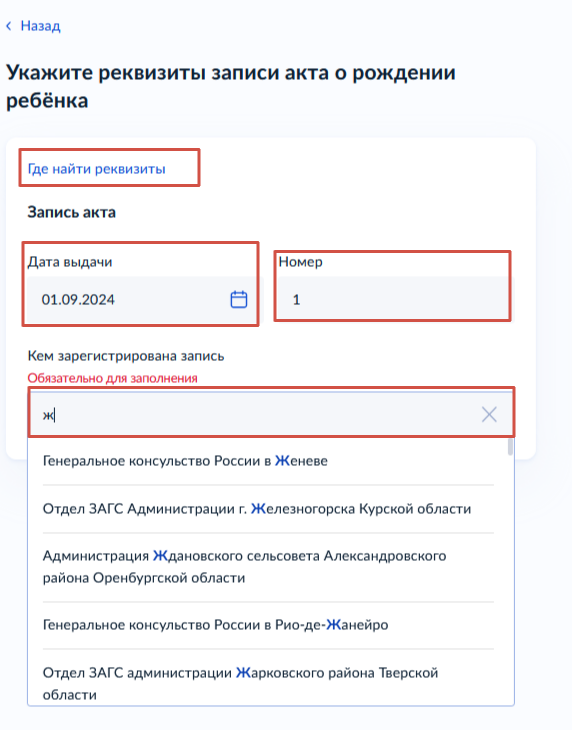 Назад
Укажите реквизиты записи акта о рождении
ребёнка
Где найти реквизиты
Запись акта
Дата выдачи
Номер
01.09.2024
1
Кем зарегистрирована запись
Обязательно для заполнения
ж
Генеральное консульство России в Женеве
Отдел ЗАГС Администрации г. Железногорска Курской области
Администрация Ждановского сельсовета Александровского
района Оренбургской области
Генеральное консульство России в Рио-де-Жанейро
Отдел ЗАГС администрации Жарковского района Тверской
области